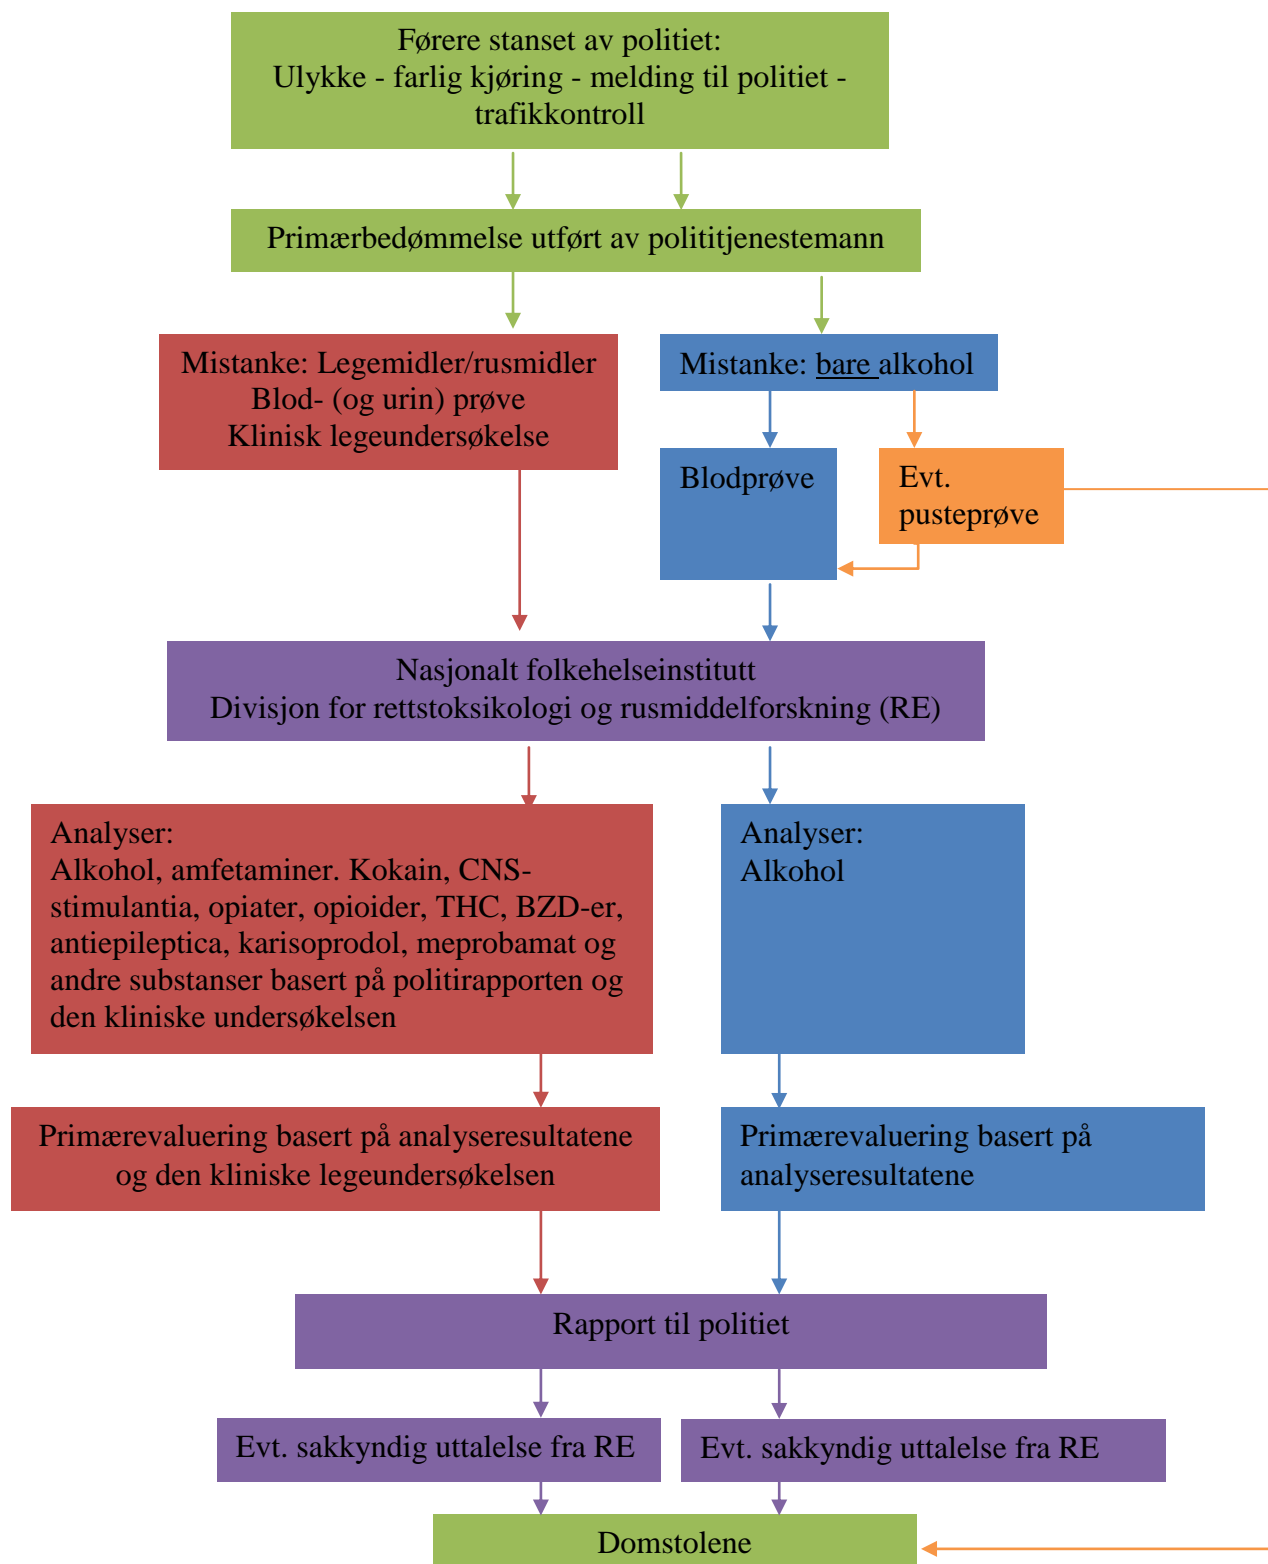 Førere stanset av politiet:
Ulykke - farlig kjøring - melding til politiet -
trafikkontroll
Primærbedømmelse utført av polititjenestemann
Mistanke: Legemidler/rusmidler
Blod- (og urin) prøve
Klinisk legeundersøkelse
Mistanke: bare alkohol
Blodprøve
Evt.
pusteprøve
Nasjonalt folkehelseinstitutt
Divisjon for rettstoksikologi og rusmiddelforskning (RE)
Analyser:
Alkohol, amfetaminer. Kokain, CNS-
stimulantia, opiater, opioider, THC, BZD-er,
antiepileptica, karisoprodol, meprobamat og
andre substanser basert på politirapporten og
den kliniske undersøkelsen
Analyser:
Alkohol
Primærevaluering basert på analyseresultatene
og den kliniske legeundersøkelsen
Primærevaluering basert på
analyseresultatene
Rapport til politiet
Evt. sakkyndig uttalelse fra RE
Evt. sakkyndig uttalelse fra RE
Domstolene